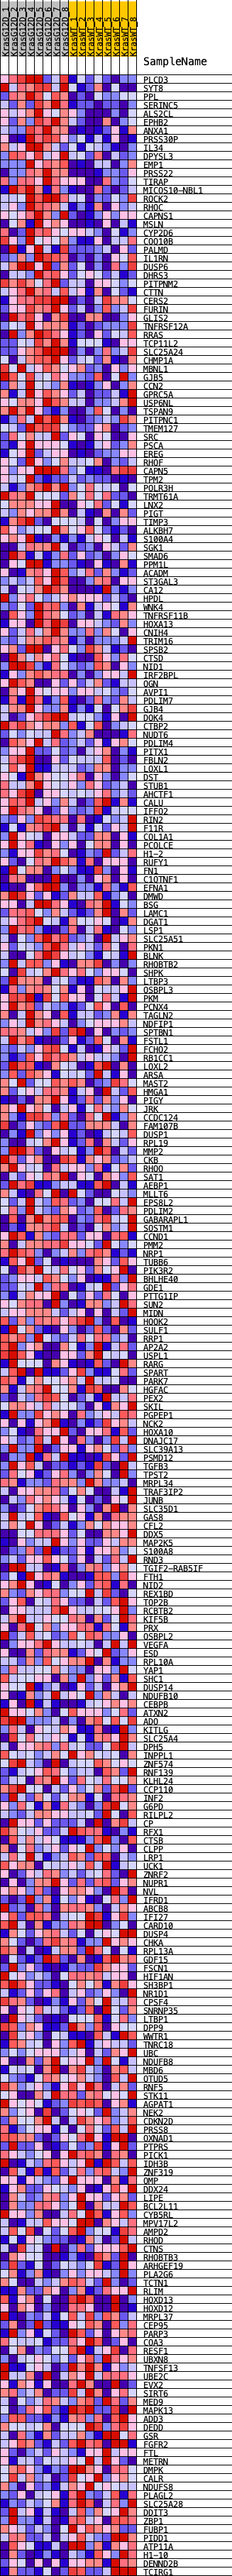 KrasG12D_1
KrasG12D_2
KrasG12D_3
KrasG12D_4
KrasG12D_5
KrasG12D_6
KrasG12D_7
KrasG12D_8
KrasWT_1
KrasWT_2
KrasWT_3
KrasWT_4
KrasWT_5
KrasWT_6
KrasWT_7
KrasWT_8
SampleName
PLCD3
SYT8
PPL
SERINC5
ALS2CL
EPHB2
ANXA1
PRSS30P
IL34
DPYSL3
EMP1
PRSS22
TIRAP
MICOS10-NBL1
ROCK2
RHOC
CAPNS1
MSLN
CYP2D6
COQ10B
PALMD
IL1RN
DUSP6
DHRS3
PITPNM2
CTTN
CERS2
FURIN
GLIS2
TNFRSF12A
RRAS
TCP11L2
SLC25A24
CHMP1A
MBNL1
GJB5
CCN2
GPRC5A
USP6NL
TSPAN9
PITPNC1
TMEM127
SRC
PSCA
EREG
RHOF
CAPN5
TPM2
POLR3H
TRMT61A
LNX2
PIGT
TIMP3
ALKBH7
S100A4
SGK1
SMAD6
PPM1L
ACADM
ST3GAL3
CA12
HPDL
WNK4
TNFRSF11B
HOXA13
CNIH4
TRIM16
SPSB2
CTSD
NID1
IRF2BPL
OGN
AVPI1
PDLIM7
GJB4
DOK4
CTBP2
NUDT6
PDLIM4
PITX1
FBLN2
LOXL1
DST
STUB1
AHCTF1
CALU
IFFO2
RIN2
F11R
COL1A1
PCOLCE
H1-2
RUFY1
FN1
C1QTNF1
EFNA1
DMWD
BSG
LAMC1
DGAT1
LSP1
SLC25A51
PKN1
BLNK
RHOBTB2
SHPK
LTBP3
OSBPL3
PKM
PCNX4
TAGLN2
NDFIP1
SPTBN1
FSTL1
FCHO2
RB1CC1
LOXL2
ARSA
MAST2
HMGA1
PIGY
JRK
CCDC124
FAM107B
DUSP1
RPL19
MMP2
CKB
RHOQ
SAT1
AEBP1
MLLT6
EPS8L2
PDLIM2
GABARAPL1
SQSTM1
CCND1
PMM2
NRP1
TUBB6
PIK3R2
BHLHE40
GDE1
PTTG1IP
SUN2
MIDN
HOOK2
SULF1
RRP1
AP2A2
USPL1
RARG
SPART
PARK7
HGFAC
PEX2
SKIL
PGPEP1
NCK2
HOXA10
DNAJC17
SLC39A13
PSMD12
TGFB3
TPST2
MRPL34
TRAF3IP2
JUNB
SLC35D1
GAS8
CFL2
DDX5
MAP2K5
S100A8
RND3
TGIF2-RAB5IF
FTH1
NID2
REX1BD
TOP2B
RCBTB2
KIF5B
PRX
OSBPL2
VEGFA
ESD
RPL10A
YAP1
SHC1
DUSP14
NDUFB10
CEBPB
ATXN2
ADO
KITLG
SLC25A4
DPH5
INPPL1
ZNF574
RNF139
KLHL24
CCP110
INF2
G6PD
RILPL2
CP
RFX1
CTSB
CLPP
LRP1
UCK1
ZNRF2
NUPR1
NVL
IFRD1
ABCB8
IFI27
CARD10
DUSP4
CHKA
RPL13A
GDF15
FSCN1
HIF1AN
SH3BP1
NR1D1
CPSF4
SNRNP35
LTBP1
DPP9
WWTR1
TNRC18
UBC
NDUFB8
MBD6
OTUD5
RNF5
STK11
AGPAT1
NEK2
CDKN2D
PRSS8
OXNAD1
PTPRS
PICK1
IDH3B
ZNF319
OMP
DDX24
LIPE
BCL2L11
CYB5RL
MPV17L2
AMPD2
RHOD
CTNS
RHOBTB3
ARHGEF19
PLA2G6
TCTN1
RLIM
HOXD13
HOXD12
MRPL37
CEP95
PARP3
COA3
RESF1
UBXN8
TNFSF13
UBE2C
EVX2
SIRT6
MED9
MAPK13
ADD3
DEDD
GSR
FGFR2
FTL
METRN
DMPK
CALR
NDUFS8
PLAGL2
SLC25A28
DDIT3
ZBP1
FUBP1
PIDD1
ATP11A
H1-10
DENND2B
TCIRG1